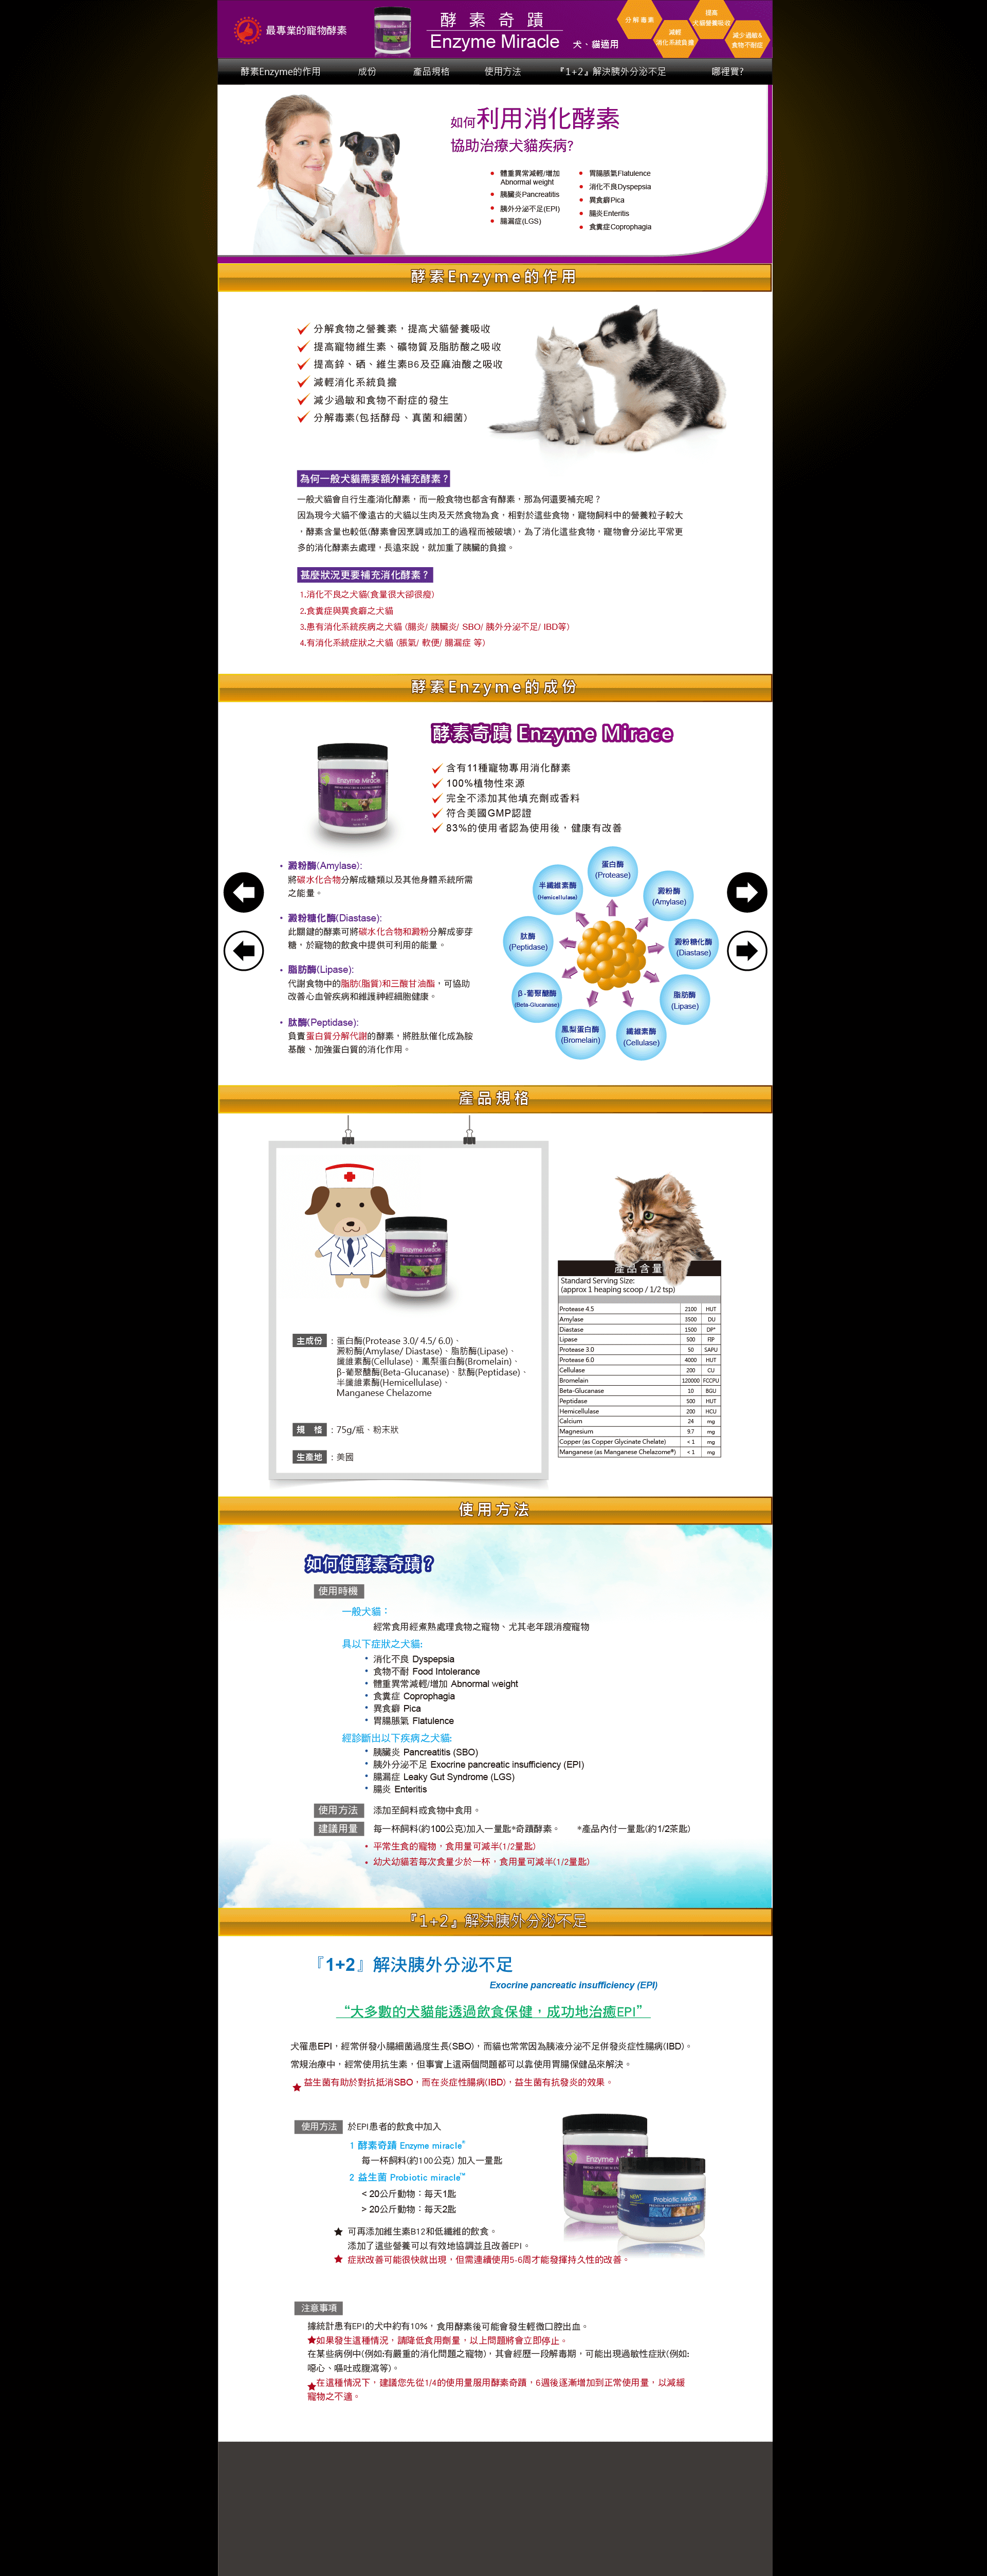 最專業的寵物酵素
酵素奇蹟
Enzyme Miracle
犬、貓適用
分解毒素
減輕
消化系統負擔
提高
犬貓營養吸收
減少過敏&
食物不耐症
酵素Enzyme的作用 成份 產品規格 使用方法 『1+2』解決胰外分泌不足 哪裡買?
如何利用消化酵素
協助治療犬貓疾病?
體重異常減輕/增加
Abnormal weight
胰臟炎Pancreatitis
胰外分泌不足(EPI)
腸漏症(LGS)
胃腸脹氣Flatulence
消化不良Dyspepsia
異食癖Pica
腸炎Enteritis
食糞症Coprophagia
酵素Enzyme的作用
分解食物之營養素，提高犬貓營養吸收
提高寵物維生素、礦物質及脂肪酸之吸收
提高鋅、硒、維生素B6及亞麻油酸之吸收
減輕消化系統負擔
減少過敏和食物不耐症的發生
分解毒素(包括酵母、真菌和細菌)
為何一般犬貓需要額外補充酵素？
一般犬貓會自行生產消化酵素，而一般食物也都含有酵素，那為何還要補充呢？
因為現今犬貓不像遠古的犬貓以生肉及天然食物為食，相對於這些食物，寵物飼料中的營養粒子較大
，酵素含量也較低(酵素會因烹調或加工的過程而被破壞)，為了消化這些食物，寵物會分泌比平常更
多的消化酵素去處理，長遠來說，就加重了胰臟的負擔。
甚麼狀況更要補充消化酵素？
1.消化不良之犬貓(食量很大卻很瘦)
2.食糞症與異食癖之犬貓
3.患有消化系統疾病之犬貓 (腸炎/ 胰臟炎/ SBO/ 胰外分泌不足/ IBD等)
4.有消化系統症狀之犬貓 (脹氣/ 軟便/ 腸漏症 等)
酵素Enzyme的成份
酵素奇蹟 Enzyme Mirace
Enzyme Miracle
含有11種寵物專用消化酵素
100%植物性來源
完全不添加其他填充劑或香料
符合美國GMP認證
83%的使用者認為使用後，健康有改善
• 澱粉酶(Amylase):
將碳水化合物分解成糖類以及其他身體系統所需
之能量。
• 澱粉糖化酶(Diastase):
此關鍵的酵素可將碳水化合物和澱粉分解成麥芽
糖，於寵物的飲食中提供可利用的能量。
• 脂肪酶(Lipase):
代謝食物中的脂肪(脂質)和三酸甘油酯，可協助
改善心血管疾病和維護神經細胞健康。
• 肽酶(Peptidase):
負責蛋白質分解代謝的酵素，將胜肽催化成為胺
基酸、加強蛋白質的消化作用。
蛋白酶
(Protease)
澱粉酶
(Amylase)
澱粉糖化酶
(Diastase)
脂肪酶
(Lipase)
纖維素酶
(Cellulase)
鳳梨蛋白酶
(Bromelain)
β-葡聚醣酶
(Beta-Glucanase)
肽酶
(Peptidase)
半纖維素酶
(Hemicellulase)
產品規格
Enzyme Miracle
主成份：蛋白酶(Protease 3.0/ 4.5/ 6.0)、
澱粉酶(Amylase/ Diastase)、脂肪酶(Lipase)、
纖維素酶(Cellulase)、鳳梨蛋白酶(Bromelain)、
β-葡聚醣酶(Beta-Glucanase)、肽酶(Peptidase)、
半纖維素酶(Hemicellulase)、
Manganese Chelazome
規 格：75g/瓶、粉末狀
生產地：美國
產品含量
Standard Serving Size:
(approx 1 heaping scoop / 1/2 tsp)
Protease 4.5 2100 HUT
Amylase 3500 DU
Diastase 1500 DP°
Lipase 500 FIP
Protease 3.0 50 SAPU
Protease 6.0 4000 HUT
Cellulase 200 CU
Bromelain 120000 FCCPU
Beta-Glucanase 10 BGU
Peptidase 500 HUT
Hemicellulase 200 HCU
Calcium 24 mg
Magnesium 9.7 mg
Copper (as Copper Glycinate Chelate) < 1 mg
Manganese (as Manganese Chelazome®) < 1 mg
使用方法
如何使酵素奇蹟？
使用時機
一般犬貓：
經常食用經煮熟處理食物之寵物、尤其老年跟消瘦寵物
具以下症狀之犬貓:
• 消化不良 Dyspepsia
• 食物不耐 Food Intolerance
• 體重異常減輕/增加 Abnormal weight
• 食糞症 Coprophagia
• 異食癖 Pica
• 胃腸脹氣 Flatulence
經診斷出以下疾病之犬貓:
• 胰臟炎 Pancreatitis (SBO)
• 胰外分泌不足 Exocrine pancreatic insufficiency (EPI)
• 腸漏症 Leaky Gut Syndrome (LGS)
• 腸炎 Enteritis
使用方法 添加至飼料或食物中食用。
建議用量 每一杯飼料(約100公克)加入一量匙*奇蹟酵素。 *產品內付一量匙(約1/2茶匙)
• 平常生食的寵物，食用量可減半(1/2量匙)
• 幼犬幼貓若每次食量少於一杯，食用量可減半(1/2量匙)
『1+2』解決胰外分泌不足
『1+2』解決胰外分泌不足
Exocrine pancreatic insufficiency (EPI)
“大多數的犬貓能透過飲食保健，成功地治癒EPI”
犬罹患EPI，經常併發小腸細菌過度生長(SBO)，而貓也常常因為胰液分泌不足併發炎症性腸病(IBD)。
常規治療中，經常使用抗生素，但事實上這兩個問題都可以靠使用胃腸保健品來解決。
★ 益生菌有助於對抗抵消SBO，而在炎症性腸病(IBD)，益生菌有抗發炎的效果。
使用方法 於EPI患者的飲食中加入
1 酵素奇蹟 Enzyme miracle®
每一杯飼料(約100公克) 加入一量匙
2 益生菌 Probiotic miracle™
< 20公斤動物：每天1匙
> 20公斤動物：每天2匙
★ 可再添加維生素B12和低纖維的飲食。
添加了這些營養可以有效地協調並且改善EPI。
★ 症狀改善可能很快就出現，但需連續使用5-6周才能發揮持久性的改善。
Probiotic Miracle
注意事項
據統計患有EPI的犬中約有10%，食用酵素後可能會發生輕微口腔出血。
★如果發生這種情況，請降低食用劑量，以上問題將會立即停止。
在某些病例中(例如:有嚴重的消化問題之寵物)，其會經歷一段解毒期，可能出現過敏性症狀(例如:
噁心、嘔吐或腹瀉等)。
★在這種情況下，建議您先從1/4的使用量服用酵素奇蹟，6週後逐漸增加到正常使用量，以減緩
寵物之不適。